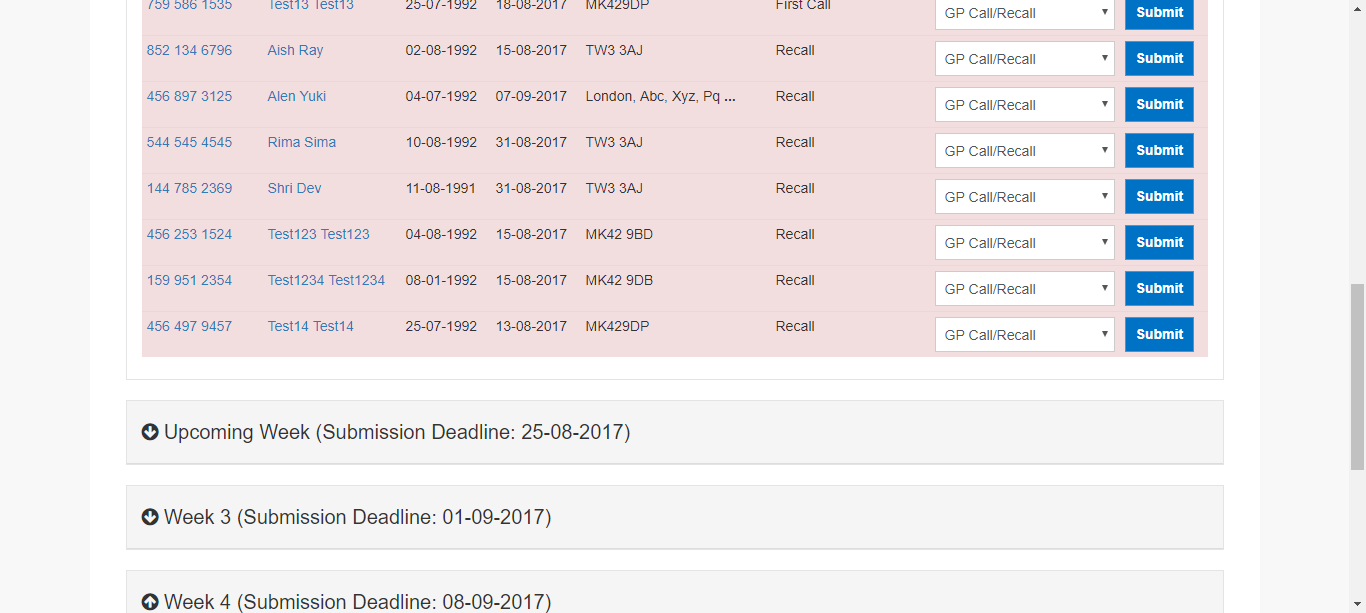 759 586 1535 Test13 Test13 25-07-1992 18-08-2017 MK429DP First Call GP Call/Recall Submit
852 134 6796 Aish Ray 02-08-1992 15-08-2017 TW3 3AJ Recall GP Call/Recall Submit
456 897 3125 Alen Yuki 04-07-1992 07-09-2017 London, Abc, Xyz, Pq ... Recall GP Call/Recall Submit
544 545 4545 Rima Sima 10-08-1992 31-08-2017 TW3 3AJ Recall GP Call/Recall Submit
144 785 2369 Shri Dev 11-08-1991 31-08-2017 TW3 3AJ Recall GP Call/Recall Submit
456 253 1524 Test123 Test123 04-08-1992 15-08-2017 MK42 9BD Recall GP Call/Recall Submit
159 951 2354 Test1234 Test1234 08-01-1992 15-08-2017 MK42 9DB Recall GP Call/Recall Submit
456 497 9457 Test14 Test14 25-07-1992 13-08-2017 MK429DP Recall GP Call/Recall Submit
Upcoming Week (Submission Deadline: 25-08-2017)
Week 3 (Submission Deadline: 01-09-2017)
Week 4 (Submission Deadline: 08-09-2017)